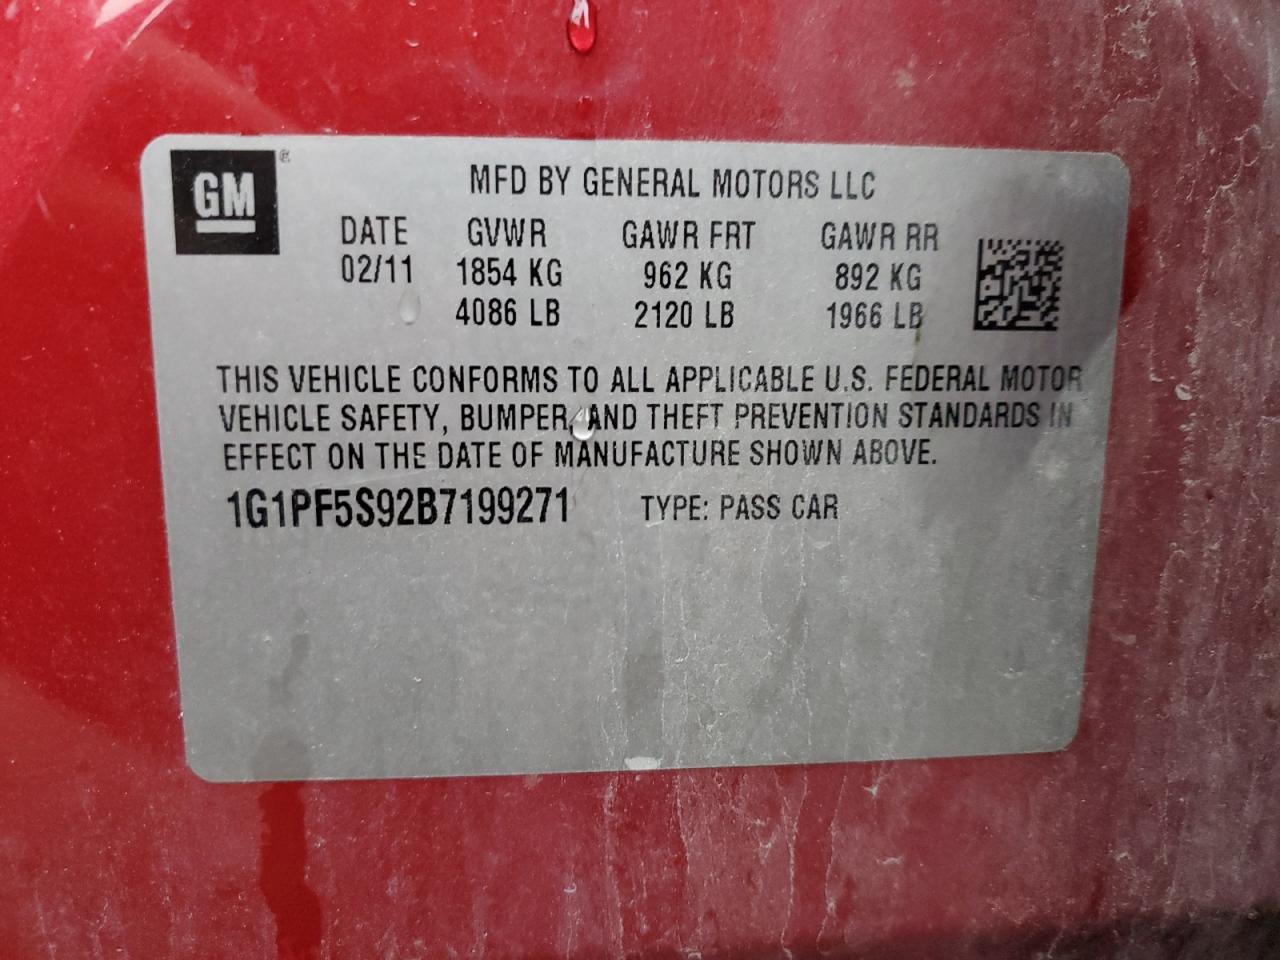 GM ®
MFD BY GENERAL MOTORS LLC
DATE GVWR GAWR FRT GAWR RR
02/11 1854 KG 962 KG 892 KG
4086 LB 2120 LB 1966 LB
THIS VEHICLE CONFORMS TO ALL APPLICABLE U.S. FEDERAL MOTOR
VEHICLE SAFETY, BUMPER, AND THEFT PREVENTION STANDARDS IN
EFFECT ON THE DATE OF MANUFACTURE SHOWN ABOVE.
1G1PF5S92B7199271 TYPE: PASS CAR